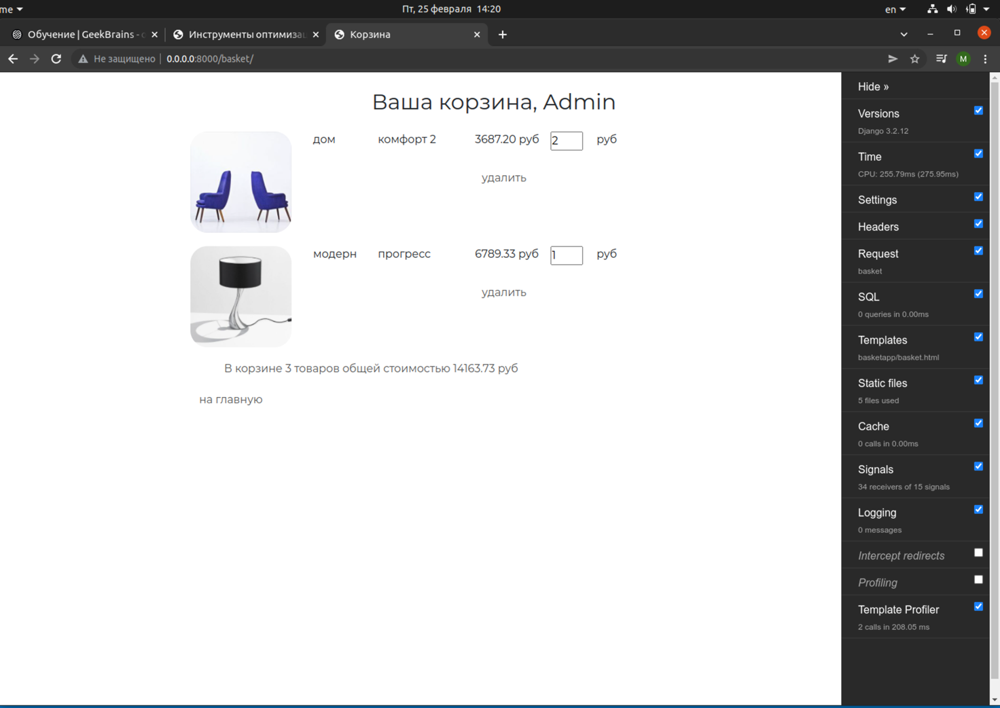 me
Пт, 25 февраля 14:20
en
Обучение | GeekBrains -
Инструменты оптимизац
Корзина
Не защищено
0.0.0.0:8000/basket/
M
Ваша корзина, Admin
дом комфорт 2 3687.20 руб 2 руб
удалить
модерн прогресс 6789.33 руб 1 руб
удалить
В корзине 3 товаров общей стоимостью 14163.73 руб
на главную
Hide »
Versions
Django 3.2.12
Time
CPU: 255.79ms (275.95ms)
Settings
Headers
Request
basket
SQL
0 queries in 0.00ms
Templates
basketapp/basket.html
Static files
5 files used
Cache
0 calls in 0.00ms
Signals
34 receivers of 15 signals
Logging
0 messages
Intercept redirects
Profiling
Template Profiler
2 calls in 208.05 ms